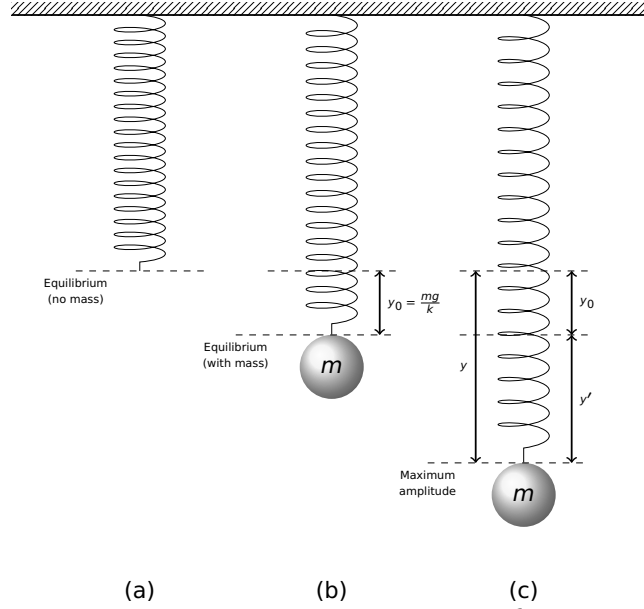 Equilibrium
(no mass)
y₀ = mg/k
Equilibrium
(with mass)
m
y₀
y
y′
Maximum
amplitude
m
(a) (b) (c)